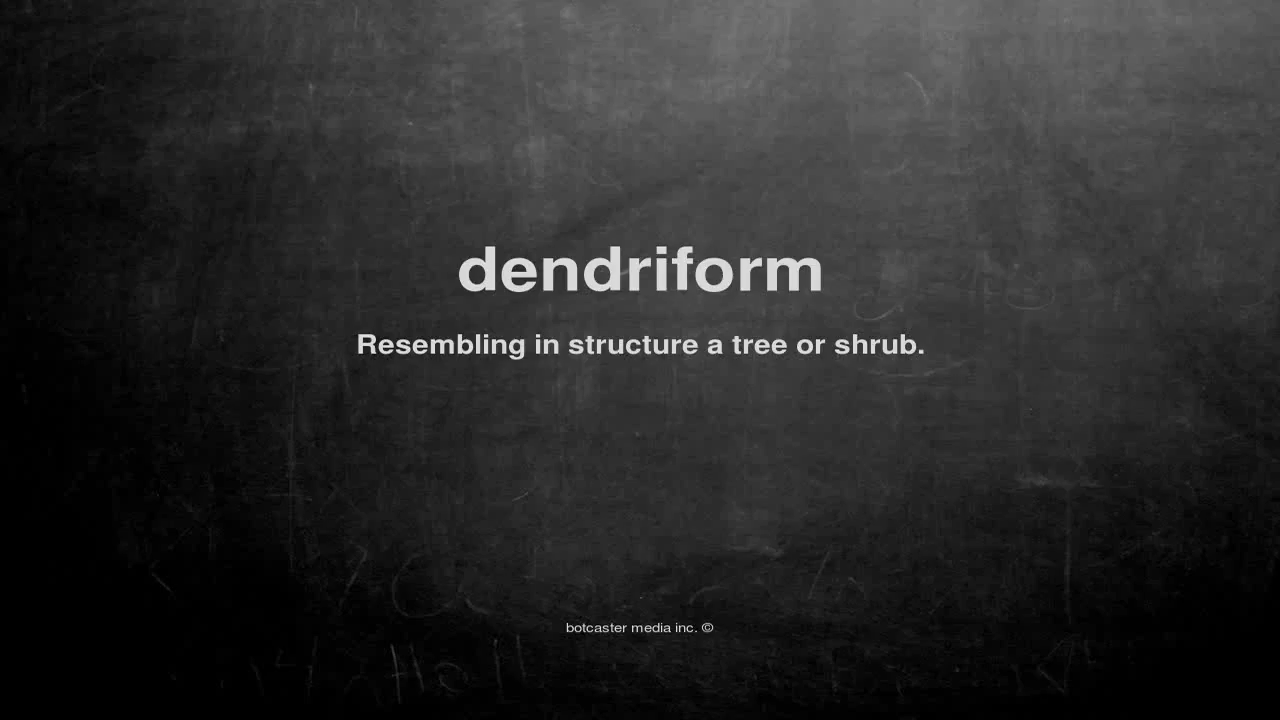 dendriform
Resembling in structure a tree or shrub.
botcaster media inc. ©